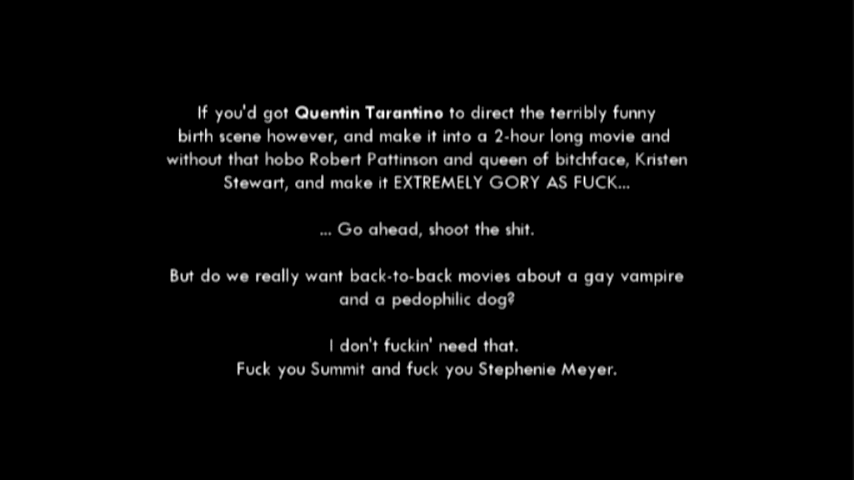 If you'd got Quentin Tarantino to direct the terribly funny
birth scene however, and make it into a 2-hour long movie and
without that hobo Robert Pattinson and queen of bitchface, Kristen
Stewart, and make it EXTREMELY GORY AS FUCK...
... Go ahead, shoot the shit.
But do we really want back-to-back movies about a gay vampire
and a pedophilic dog?
I don't fuckin' need that.
Fuck you Summit and fuck you Stephenie Meyer.